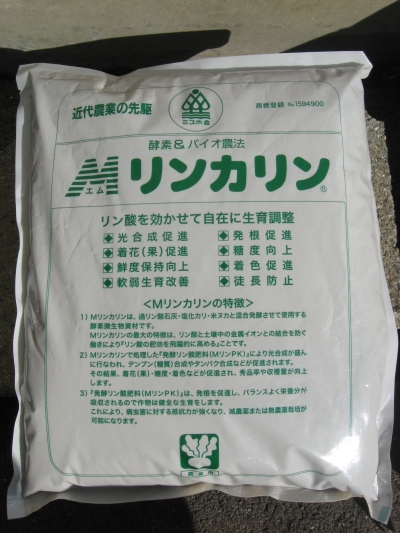 近代農業の先駆
ミズホ会
商標登録 No.1594900
酵素&バイオ農法
M リンカリン®
エム
リン酸を効かせて自在に生育調整
光合成促進
発根促進
着花(果)促進
糖度向上
鮮度保持向上
着色促進
軟弱生育改善
徒長防止
<Mリンカリンの特徴>
1) Mリンカリンは、過リン酸石灰・塩化カリ・米ヌカと混合発酵させて使用する
酵素微生物資材です。
Mリンカリンの最大の特徴は、リン酸と土壌中の金属イオンとの結合を防ぐ
働きにより『リン酸の肥効を飛躍的に高める』ことです。
2) Mリンカリンで処理した「発酵リン酸肥料(MリンPK)」により光合成が盛ん
に行なわれ、デンプン(糖質)合成やタンパク合成などが促進されます。
その結果、着花(果)・糖度・着色などが促進され、秀品率や収穫量が向上
します。
3) 『発酵リン酸肥料(MリンPK)』は、発根を促進し、バランスよく栄養分が
吸収されるので作物は健全な生育をします。
これにより、病虫害に対する抵抗力が強くなり、減農薬または無農薬栽培が
可能になります。